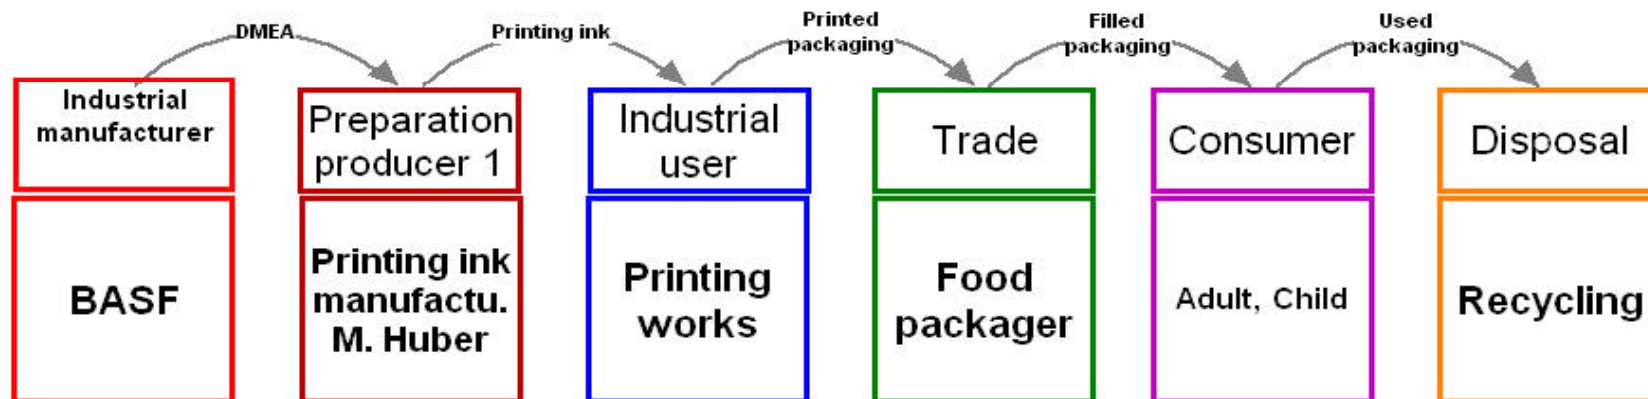 DMEA
Printing ink
Printed
packaging
Filled
packaging
Used
packaging
Industrial
manufacturer
Preparation
producer 1
Industrial
user
Trade
Consumer
Disposal
BASF
Printing ink
manufactu.
M. Huber
Printing
works
Food
packager
Adult, Child
Recycling